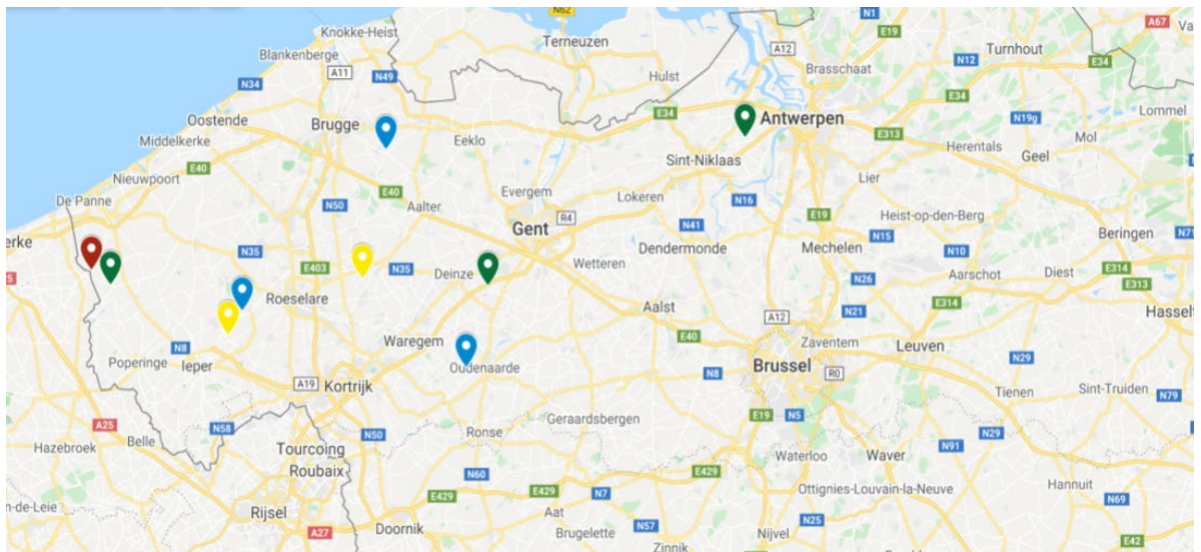 N62
N1
Knokke-Heist
Terneuzen
E19
A67
Va
Blankenberge
A12
Turnhout
A11
N49
Hulst
Brasschaat
N12
E34
N34
E34
Lommel
Oostende
Brugge
E34
Antwerpen
N19g
Middelkerke
Eeklo
E313
Mol
Herentals
Geel
E40
Sint-Niklaas
Nieuwpoort
Lier
E40
Evergem
Lokeren
De Panne
N50
Aalter
N16
R4
E19
Heist-op-den-Berg
Gent
N41
N15
Beringen
N71
erke
N35
Dendermonde
Mechelen
N10
Wetteren
E403
N35
Deinze
Aarschot
Diest
E314
N26
E313
Roeselare
Aalst
E314
A12
N21
Hasselt
Waregem
E40
Zaventem
Leuven
N8
Poperinge
Ieper
Oudenaarde
Brussel
N29
N8
R0
A19
Kortrijk
Tienen
Sint-Truiden
N79
E19
N5
Geraardsbergen
A25
N58
N50
Ronse
N29
Hazebroek
Belle
Tourcoing
N91
Waterloo
Waver
Roubaix
N60
E429
Hannuit
E429
E429
N7
Ottignies-Louvain-la-Neuve
N69
n-de-Leie
Rijsel
Doornik
Aat
N25
A27
Brugelette
N57
Nijvel
E42
Zinnik